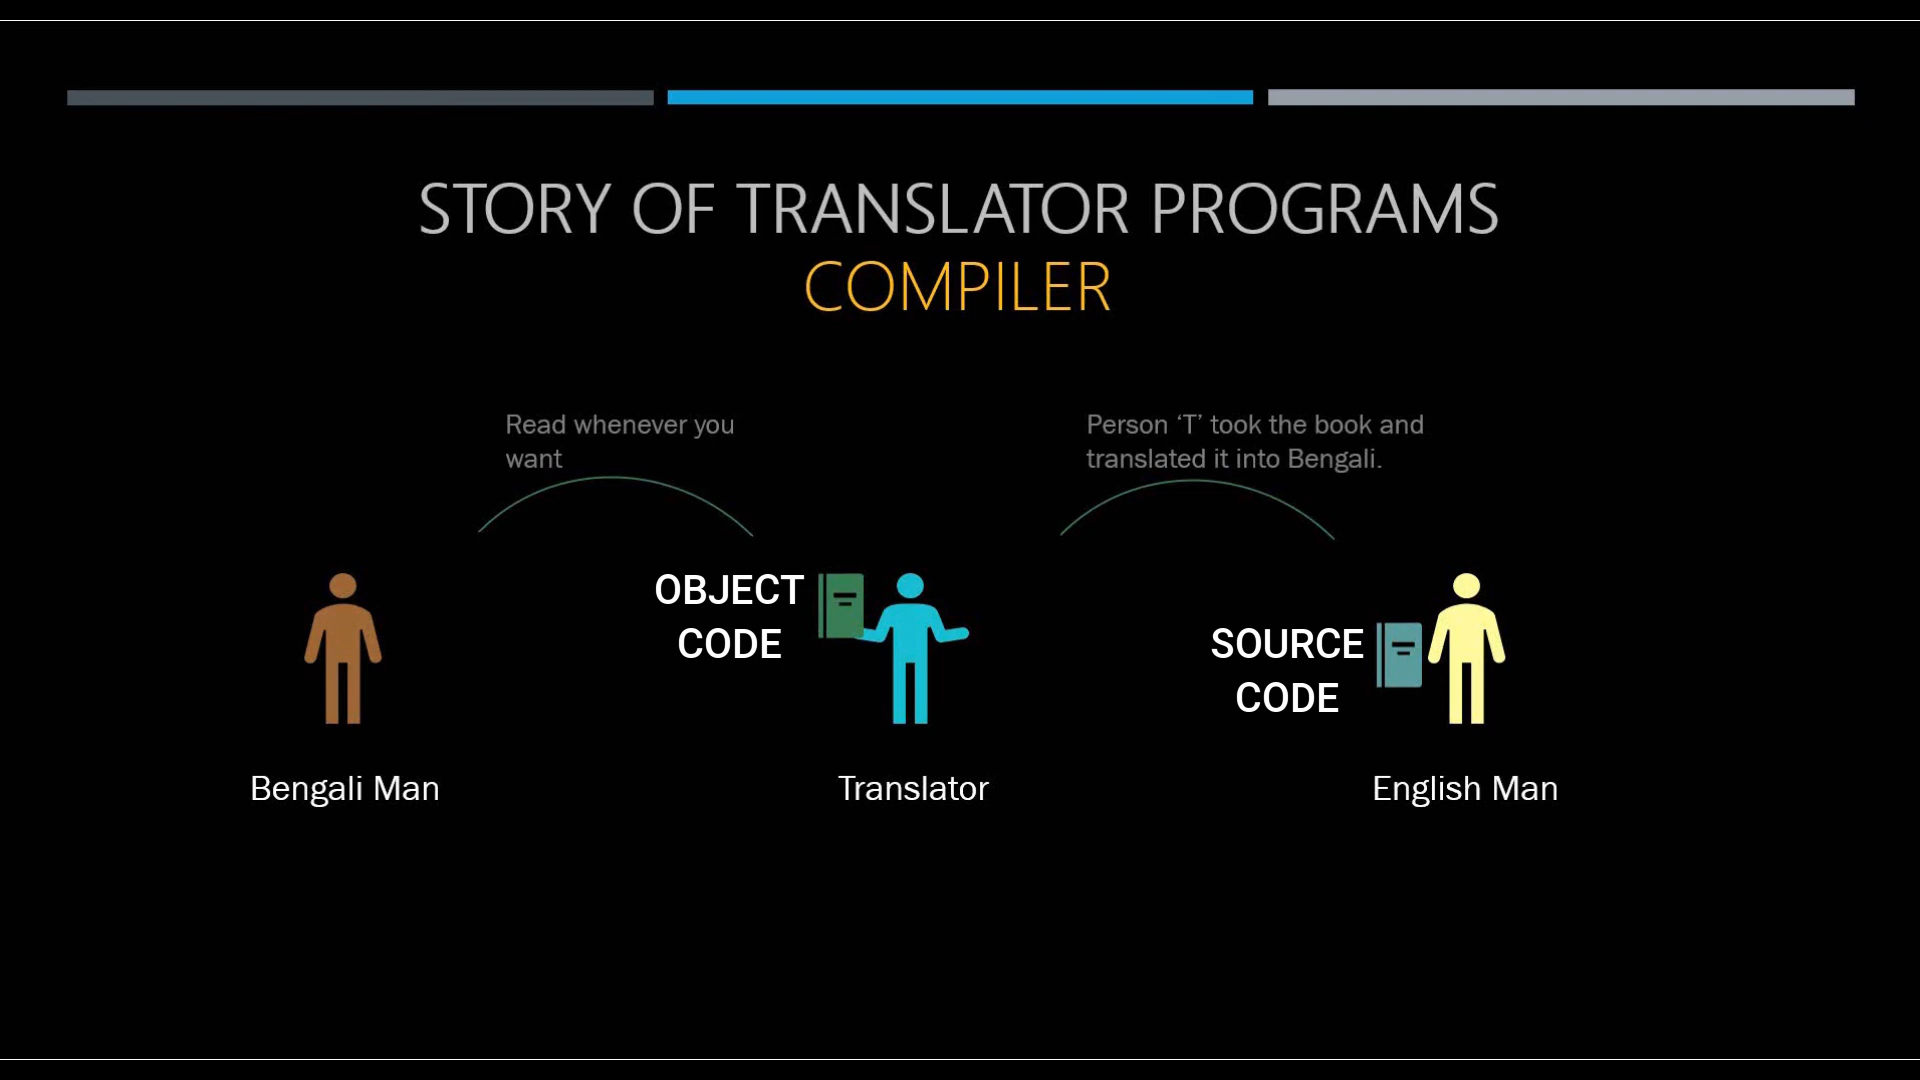 STORY OF TRANSLATOR PROGRAMS
COMPILER
Read whenever you
want
Person ‘T’ took the book and
translated it into Bengali.
OBJECT
CODE
SOURCE
CODE
Bengali Man
Translator
English Man